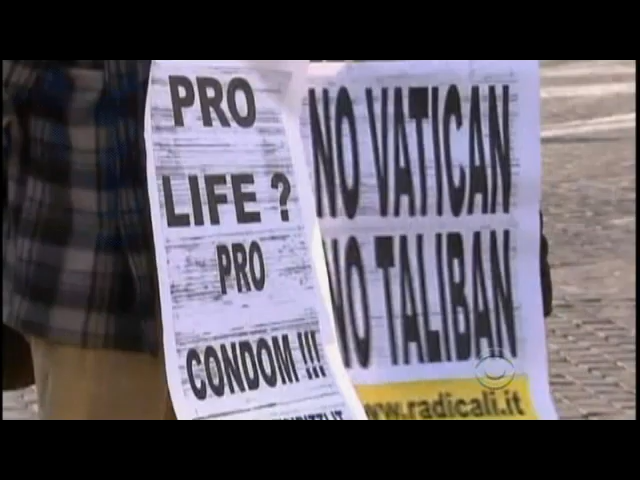 PRO
LIFE ?
PRO
CONDOM !!!
NO VATICAN
NO TALIBAN
www.radicali.it